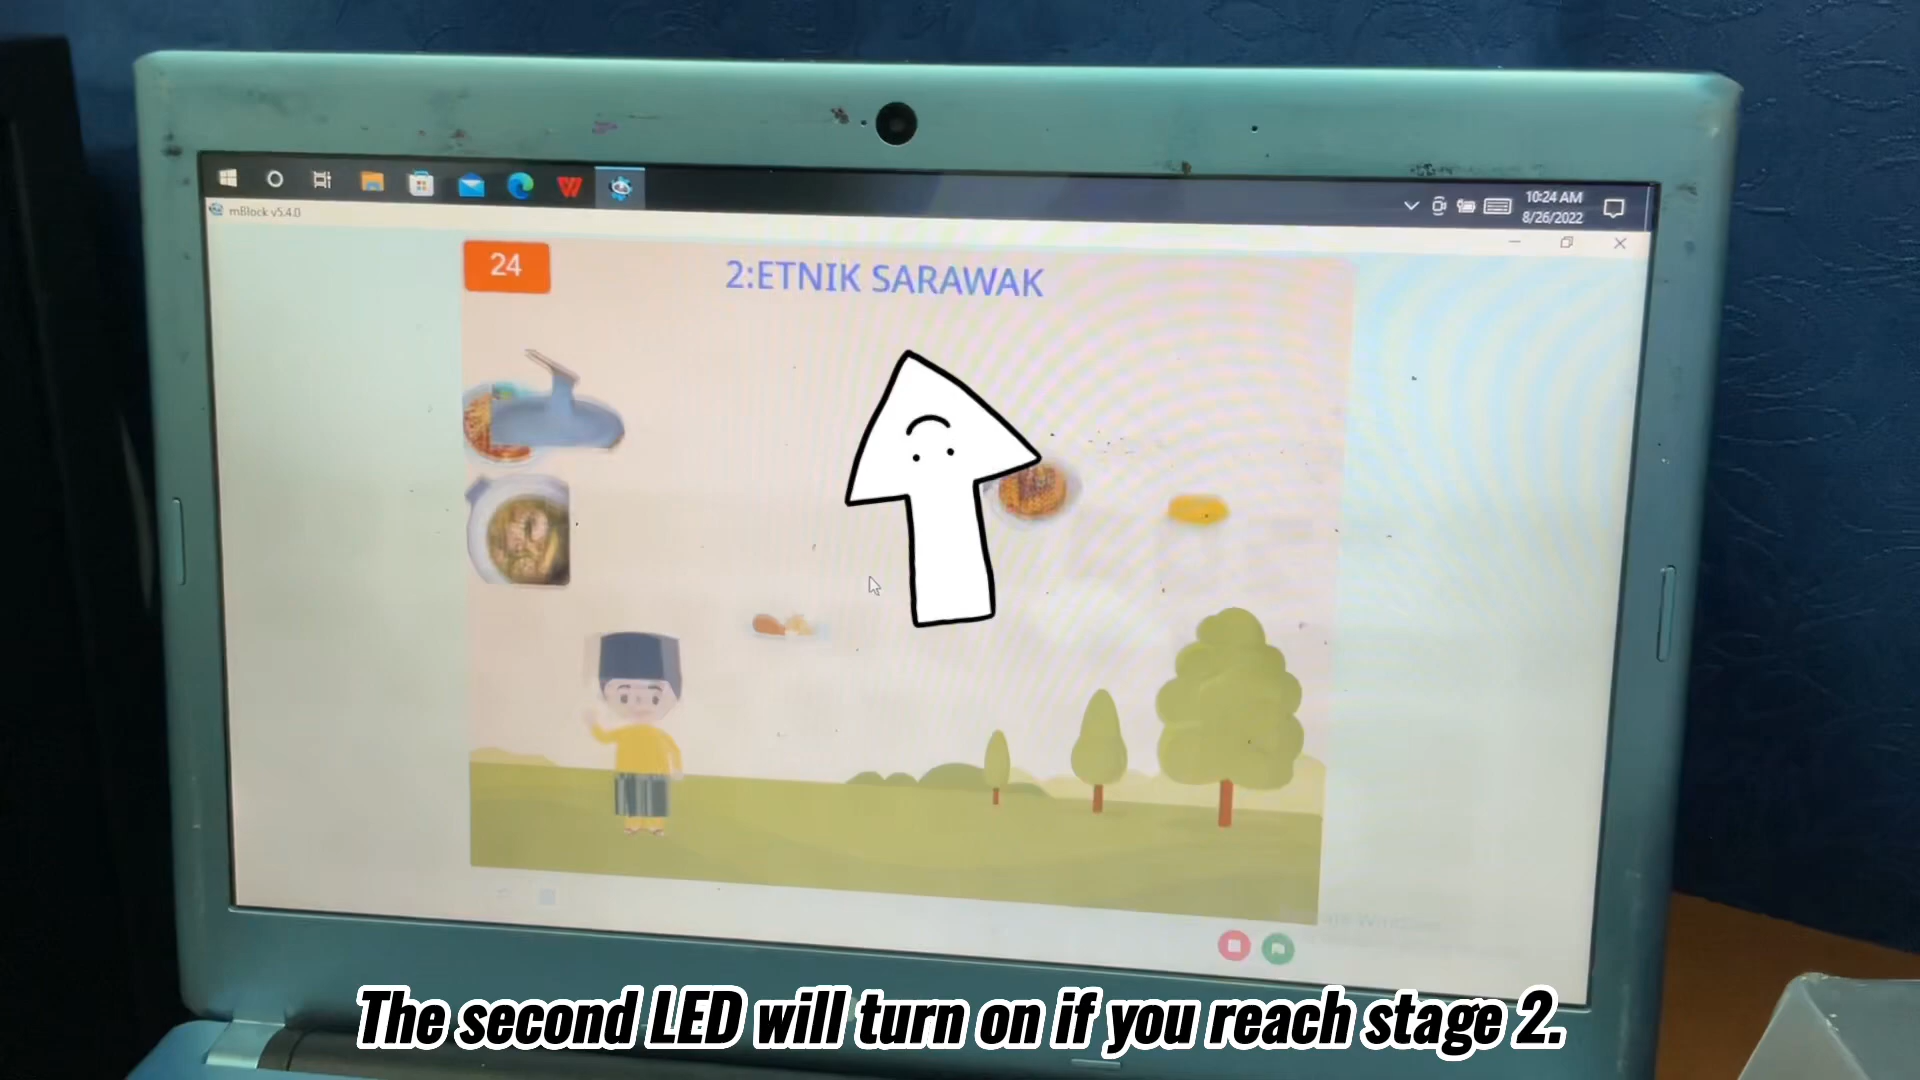 10:24 AM
8/26/2022
mBlock v5.4.0
24
2:ETNIK SARAWAK
The second LED will turn on if you reach stage 2.